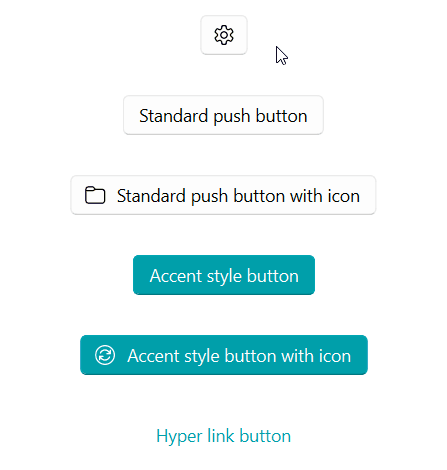 Standard push button
Standard push button with icon
Accent style button
Accent style button with icon
Hyper link button